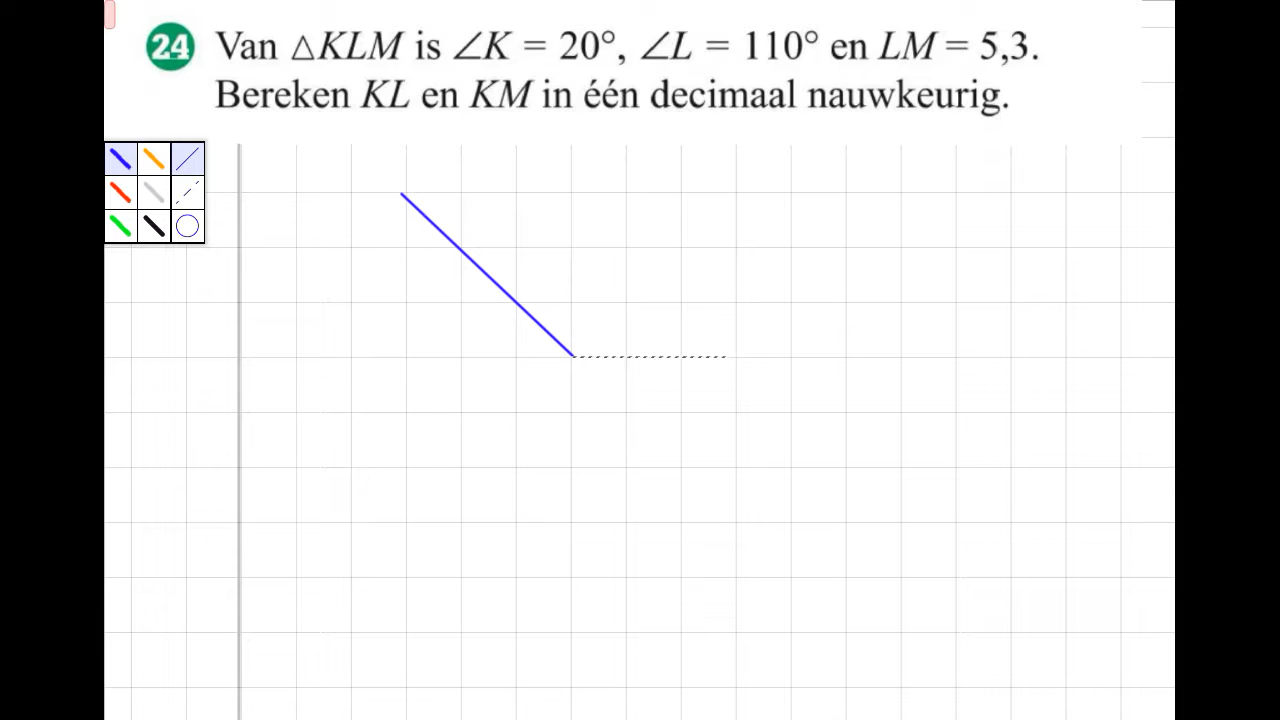 24 Van △KLM is ∠K = 20°, ∠L = 110° en LM = 5,3.
Bereken KL en KM in één decimaal nauwkeurig.